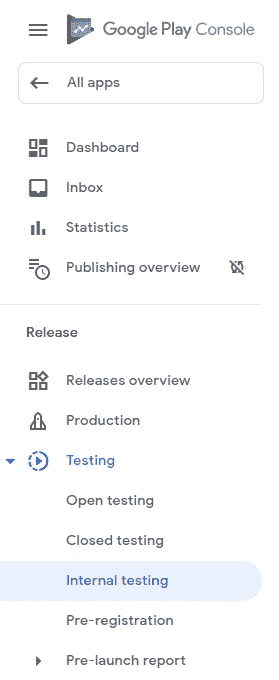 Google Play Console
All apps
Dashboard
Inbox
Statistics
Publishing overview
Release
Releases overview
Production
Testing
Open testing
Closed testing
Internal testing
Pre-registration
Pre-launch report